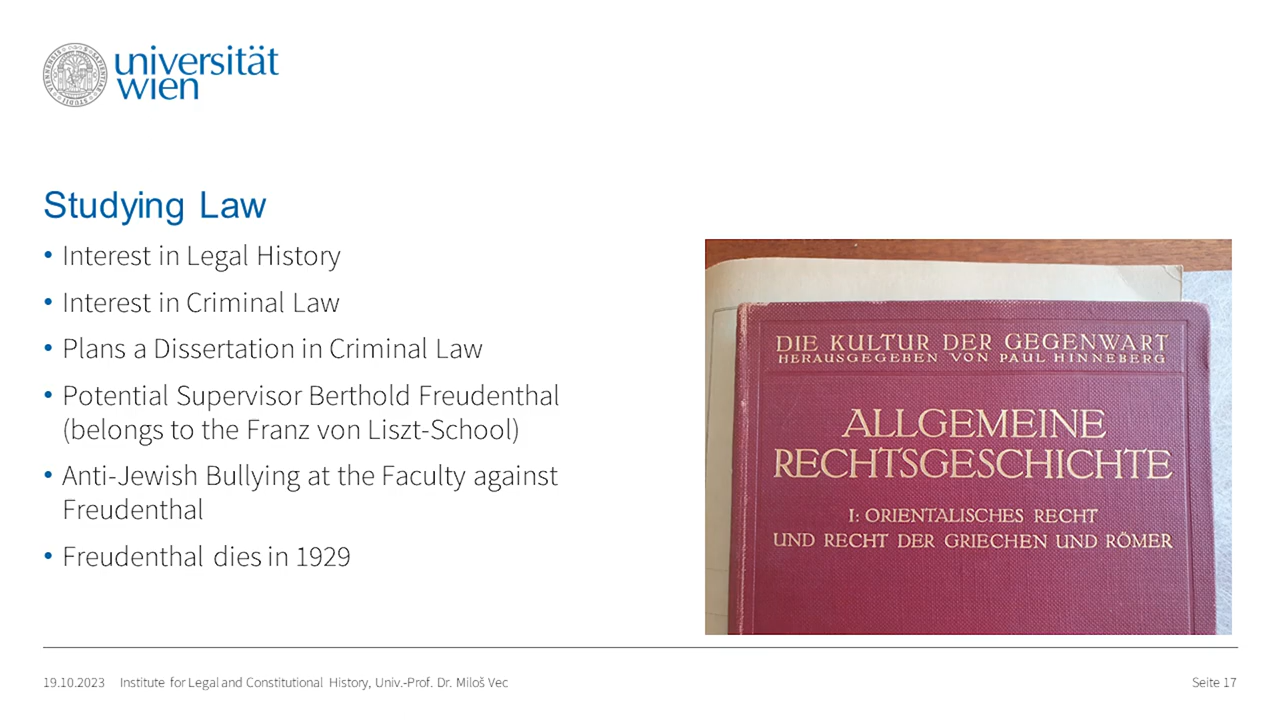 universität
wien
Studying Law
• Interest in Legal History
• Interest in Criminal Law
• Plans a Dissertation in Criminal Law
• Potential Supervisor Berthold Freudenthal
(belongs to the Franz von Liszt-School)
• Anti-Jewish Bullying at the Faculty against
Freudenthal
• Freudenthal dies in 1929
DIE KULTUR DER GEGENWART
HERAUSGEGEBEN VON PAUL HINNEBERG
ALLGEMEINE
RECHTSGESCHICHTE
I: ORIENTALISCHES RECHT
UND RECHT DER GRIECHEN UND RÖMER
19.10.2023 Institute for Legal and Constitutional History, Univ.-Prof. Dr. Miloš Vec
Seite 17